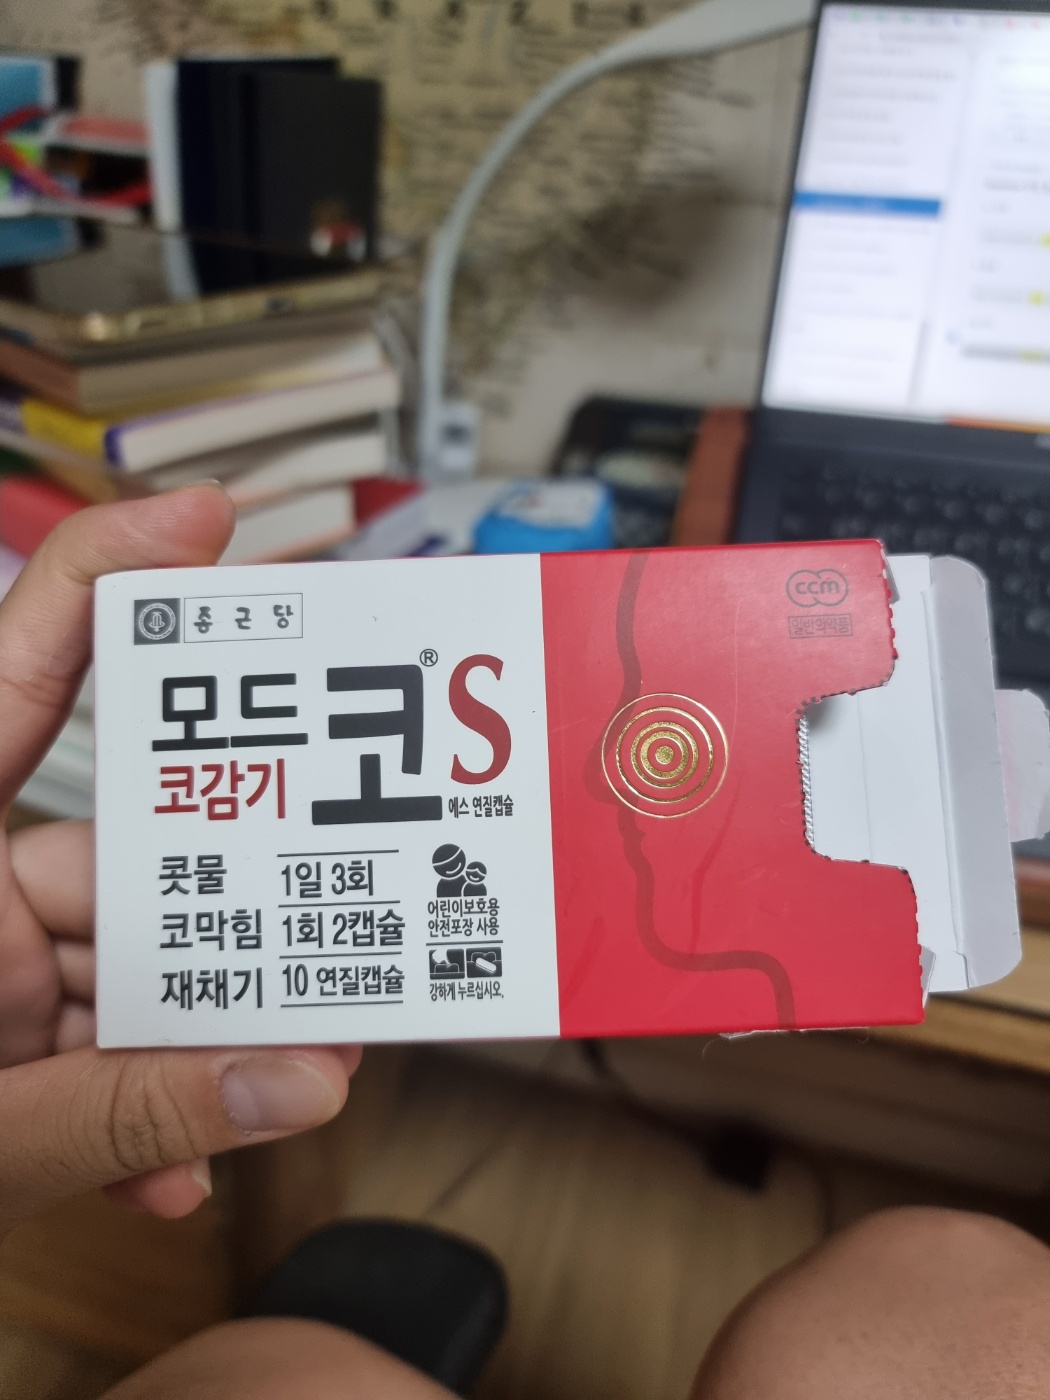 종근당
모드코®S
코감기
에스 연질캡슐
콧물
코막힘
재채기
1일 3회
1회 2캡슐
10 연질캡슐
어린이보호용
안전포장 사용
강하게 누르십시오.
ccm
일반의약품